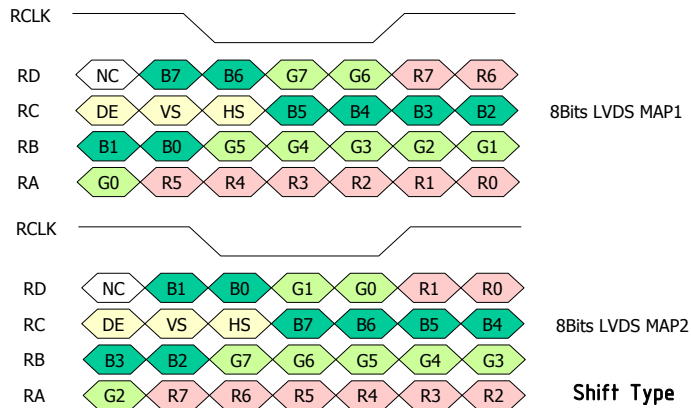 RCLK
RD NC B7 B6 G7 G6 R7 R6
RC DE VS HS B5 B4 B3 B2 8Bits LVDS MAP1
RB B1 B0 G5 G4 G3 G2 G1
RA G0 R5 R4 R3 R2 R1 R0
RCLK
RD NC B1 B0 G1 G0 R1 R0
RC DE VS HS B7 B6 B5 B4 8Bits LVDS MAP2
RB B3 B2 G7 G6 G5 G4 G3
RA G2 R7 R6 R5 R4 R3 R2 Shift Type